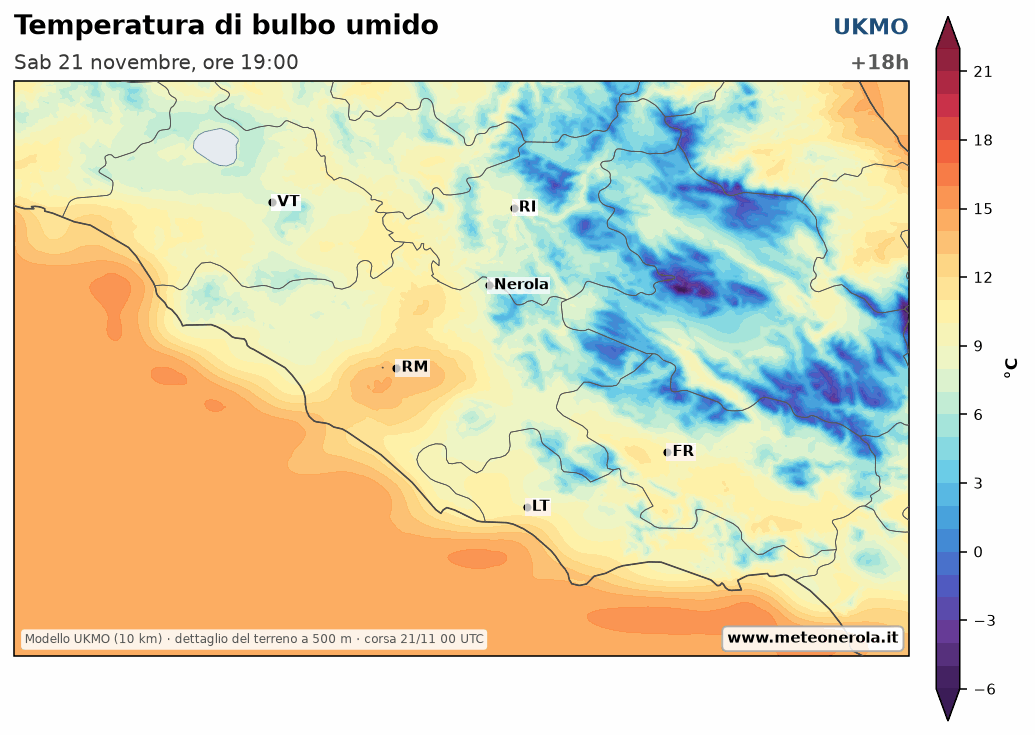 Temperatura di bulbo umido
UKMO
Sab 21 novembre, ore 19:00
+18h
VT
RI
Nerola
RM
FR
LT
Modello UKMO (10 km) · dettaglio del terreno a 500 m · corsa 21/11 00 UTC
www.meteonerola.it
21
18
15
12
9
6
3
0
−3
−6
°C